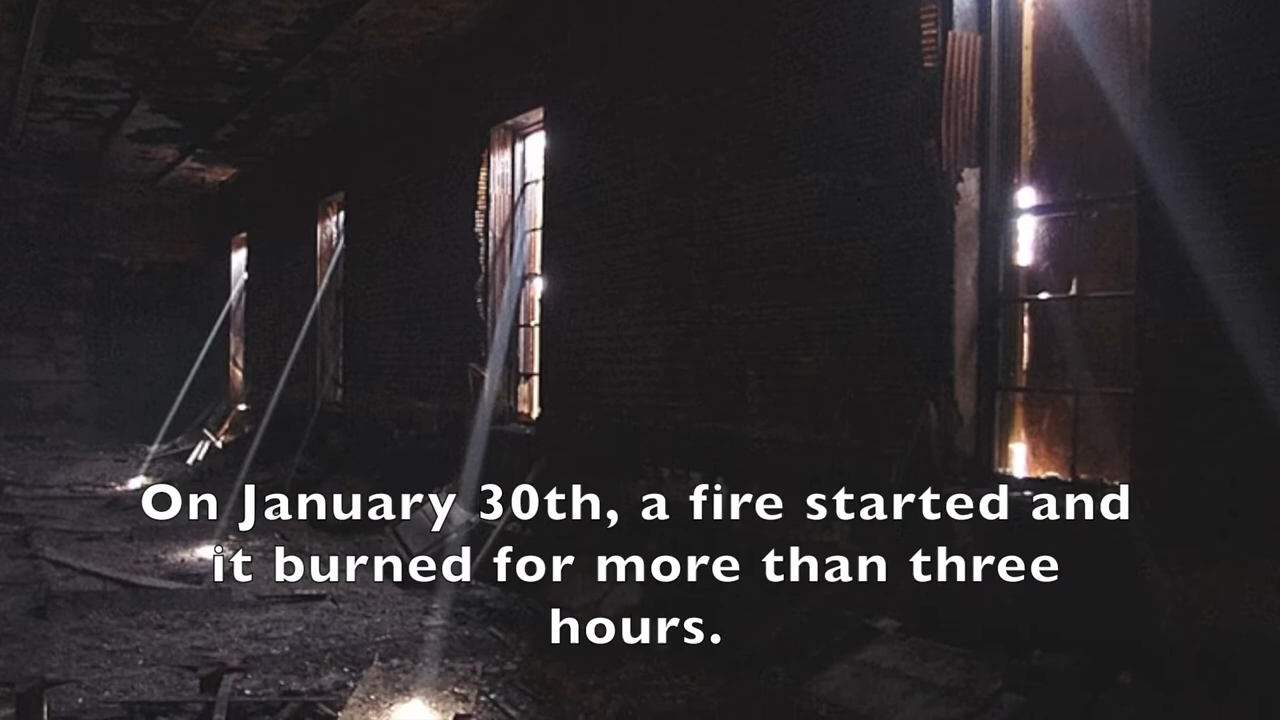 On January 30th, a fire started and
it burned for more than three
hours.